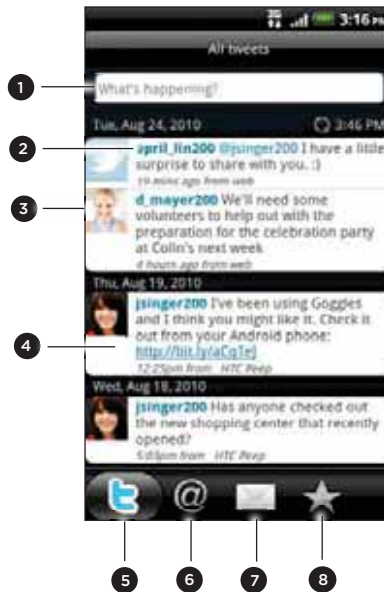 3:16 PM
All tweets
1
What's happening?
Tue, Aug 24, 2010
3:46 PM
2
april_lin200 @jsinger200 I have a little
surprise to share with you. :)
19 mins ago from web
3
d_mayer200 We'll need some
volunteers to help out with the
preparation for the celebration party
at Colin's next week
4 hours ago from web
Thu, Aug 19, 2010
jsinger200 I've been using Goggles
and I think you might like it. Check it
4
out from your Android phone:
http://bit.ly/aCqTeJ
12:25pm from HTC Peep
Wed, Aug 18, 2010
jsinger200 Has anyone checked out
the new shopping center that recently
opened?
5:03pm from HTC Peep
@
5 6 7 8